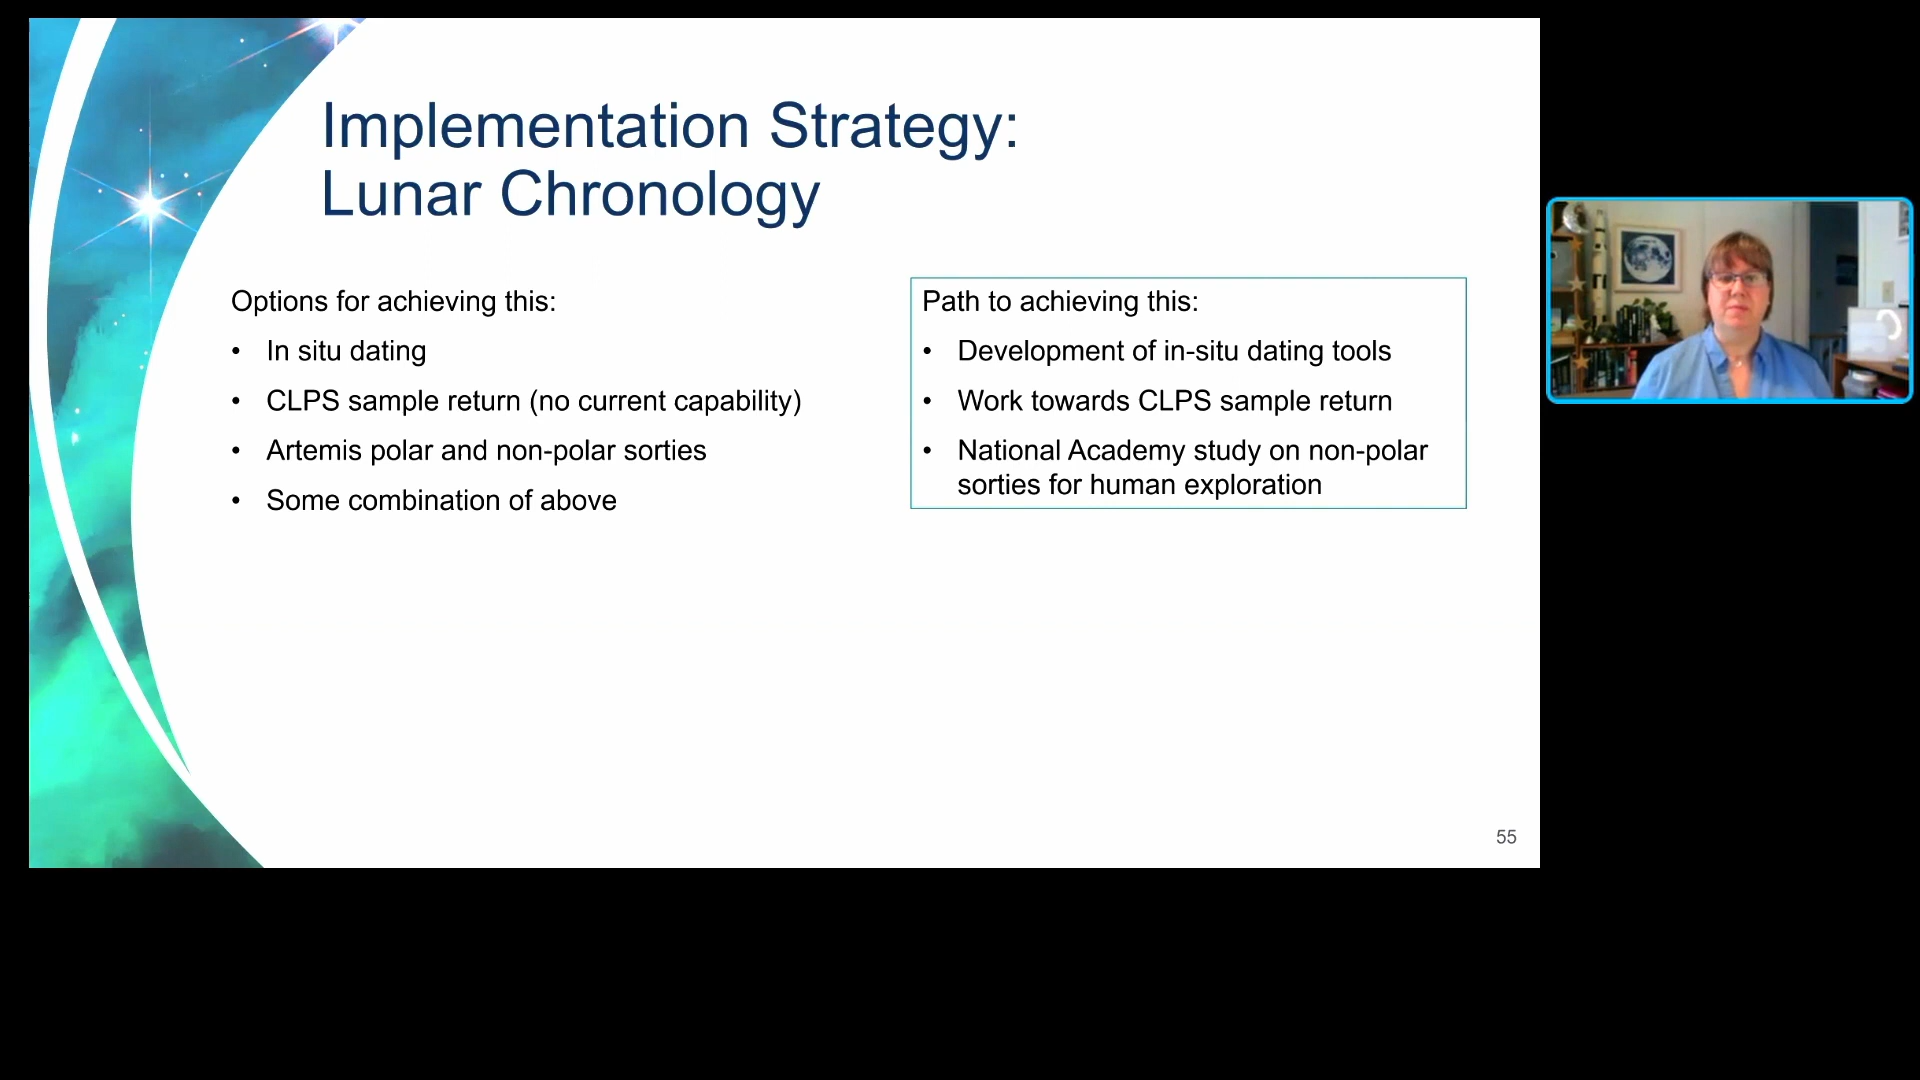 Implementation Strategy:
Lunar Chronology
Options for achieving this:
• In situ dating
• CLPS sample return (no current capability)
• Artemis polar and non-polar sorties
• Some combination of above
Path to achieving this:
• Development of in-situ dating tools
• Work towards CLPS sample return
• National Academy study on non-polar
sorties for human exploration
55